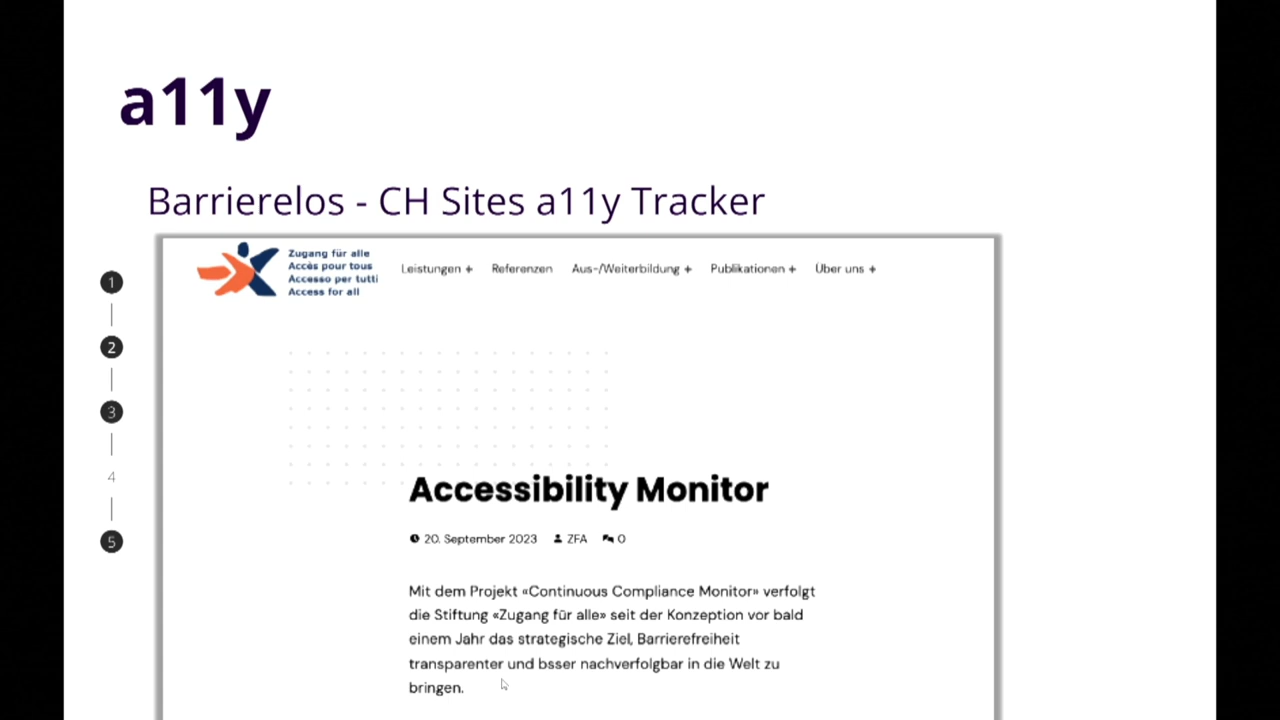 a11y
Barrierelos - CH Sites a11y Tracker
Zugang für alle
Accès pour tous
Accesso per tutti
Access for all
Leistungen + Referenzen Aus-/Weiterbildung + Publikationen + Über uns +
1
2
3
4
5
Accessibility Monitor
20. September 2023 ZFA 0
Mit dem Projekt «Continuous Compliance Monitor» verfolgt
die Stiftung «Zugang für alle» seit der Konzeption vor bald
einem Jahr das strategische Ziel, Barrierefreiheit
transparenter und bsser nachverfolgbar in die Welt zu
bringen.